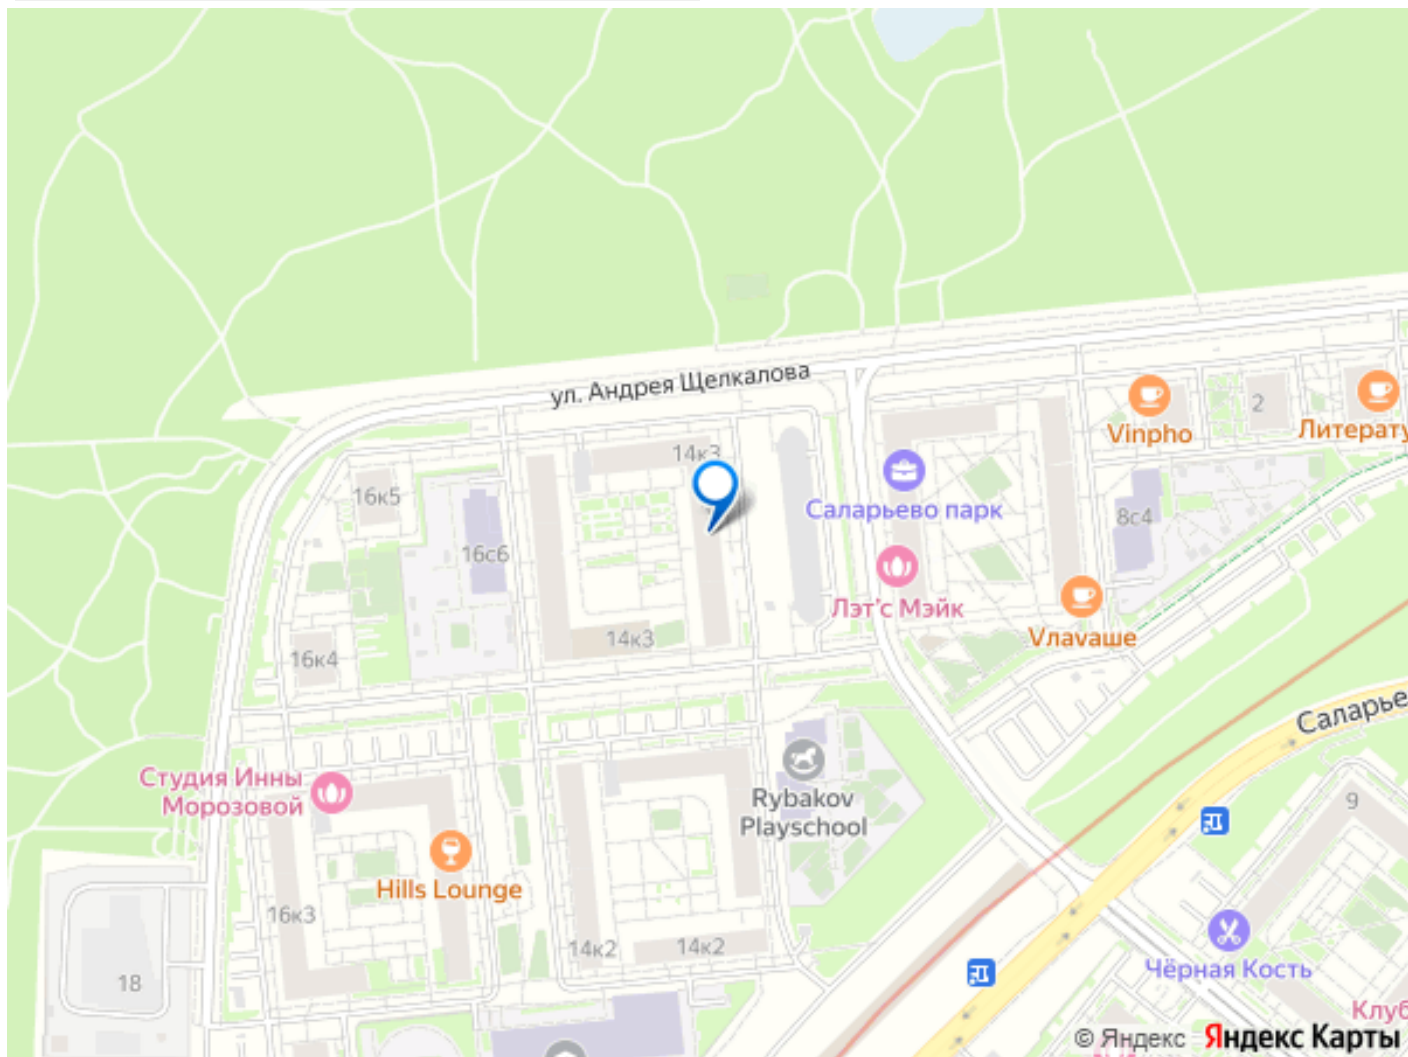 ул. Андрея Щелкалова
Vinpho
2
Литерату
14к3
16к5
Саларьево парк
8с4
16с6
Лэт'с Мэйк
Vлаvаше
14к3
16к4
Саларье
Студия Инны
Морозовой
Rybakov
Playschool
9
Hills Lounge
16к3
14к2
14к2
18
Чёрная Кость
Клуб
© Яндекс Яндекс Карты